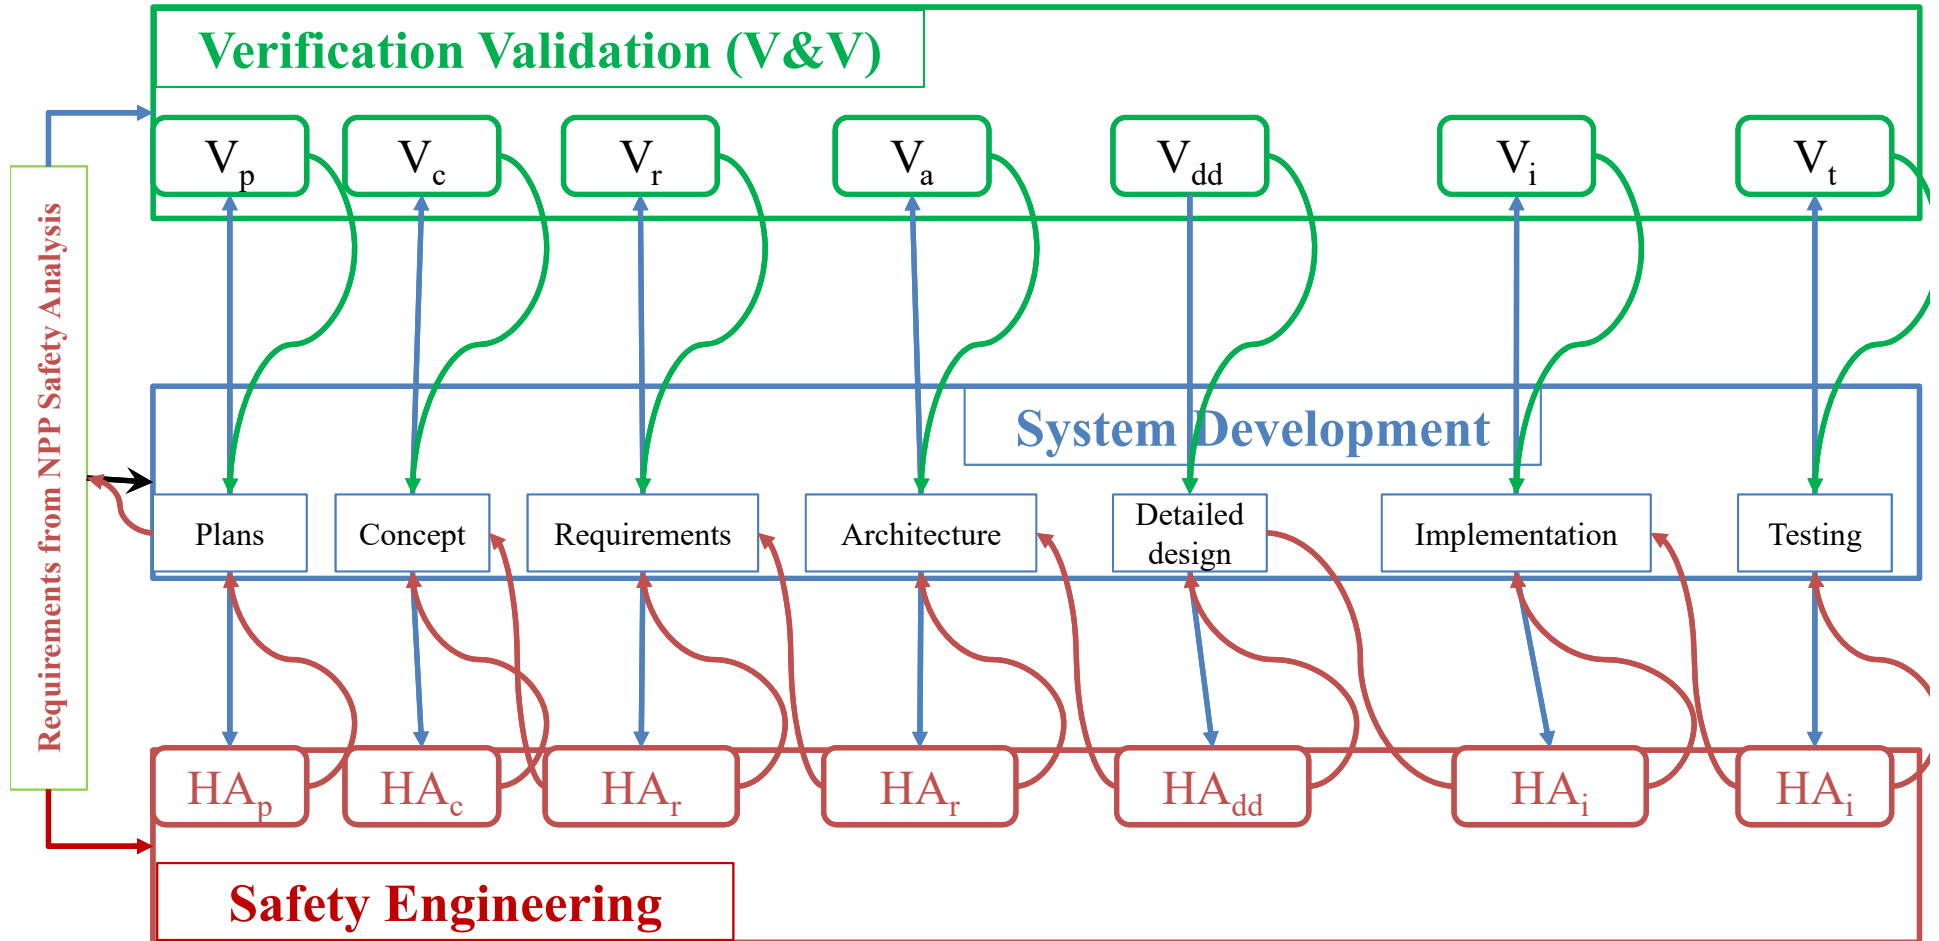 Verification Validation (V&V)
Vp
Vc
Vr
Va
Vdd
Vi
Vt
Requirements from NPP Safety Analysis
System Development
Plans
Concept
Requirements
Architecture
Detailed
design
Implementation
Testing
HAp
HAc
HAr
HAr
HAdd
HAi
HAi
Safety Engineering